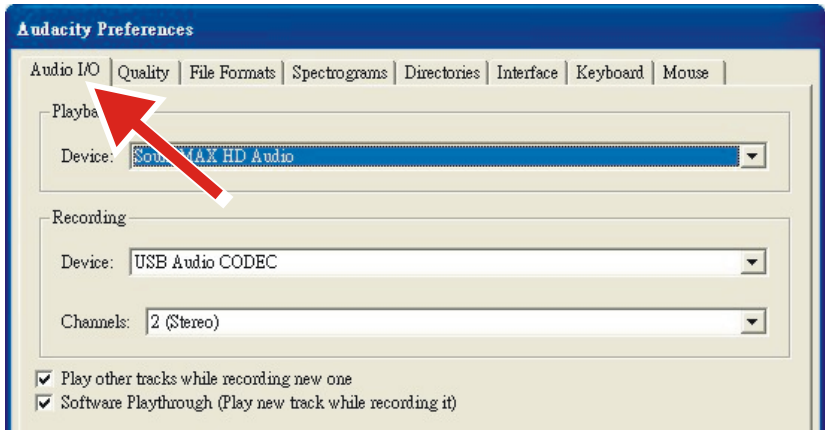 Audacity Preferences
Audio I/O Quality File Formats Spectrograms Directories Interface Keyboard Mouse
Device: HD Audio
Recording
Device: USB Audio CODEC
Channels: 2 (Stereo)
Play other tracks while recording new one
Software Playthrough (Play new track while recording it)